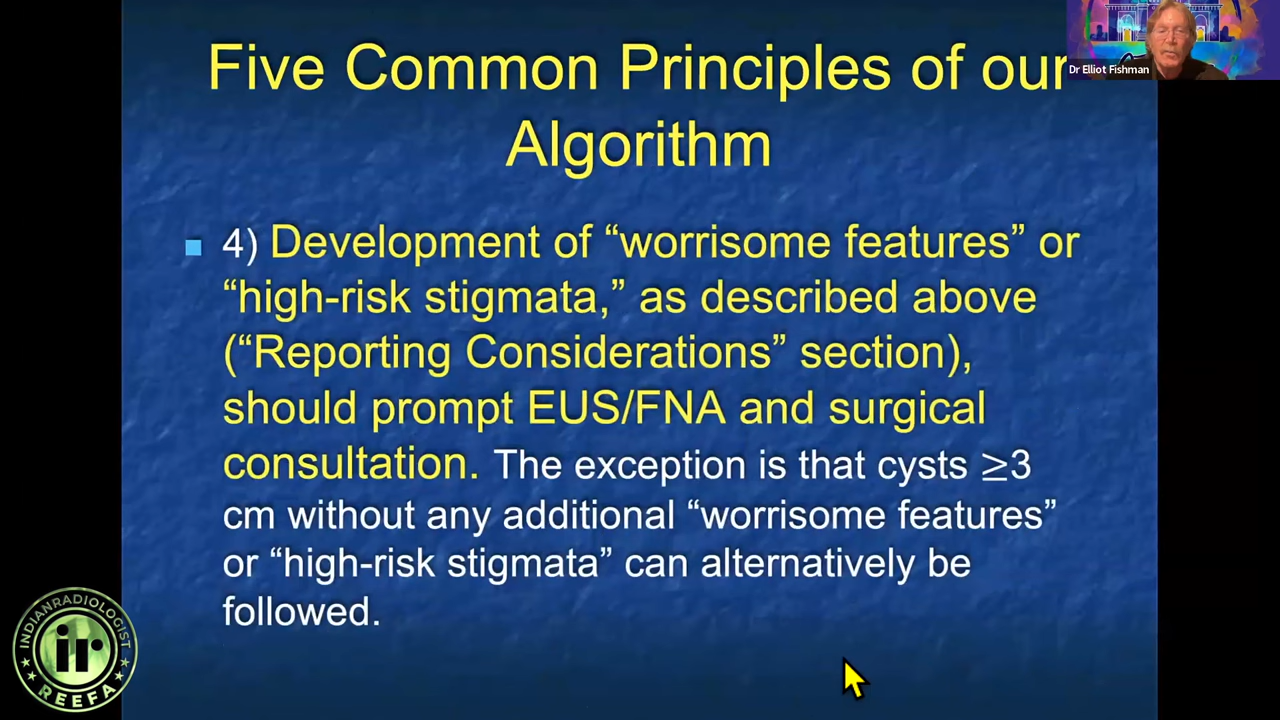 Five Common Principles of our
Algorithm
Dr Elliot Fishman
4) Development of “worrisome features” or
“high-risk stigmata,” as described above
(“Reporting Considerations” section),
should prompt EUS/FNA and surgical
consultation. The exception is that cysts ≥3
cm without any additional “worrisome features”
or “high-risk stigmata” can alternatively be
followed.
INDIANRADIOLOGIST
ir
REEFA